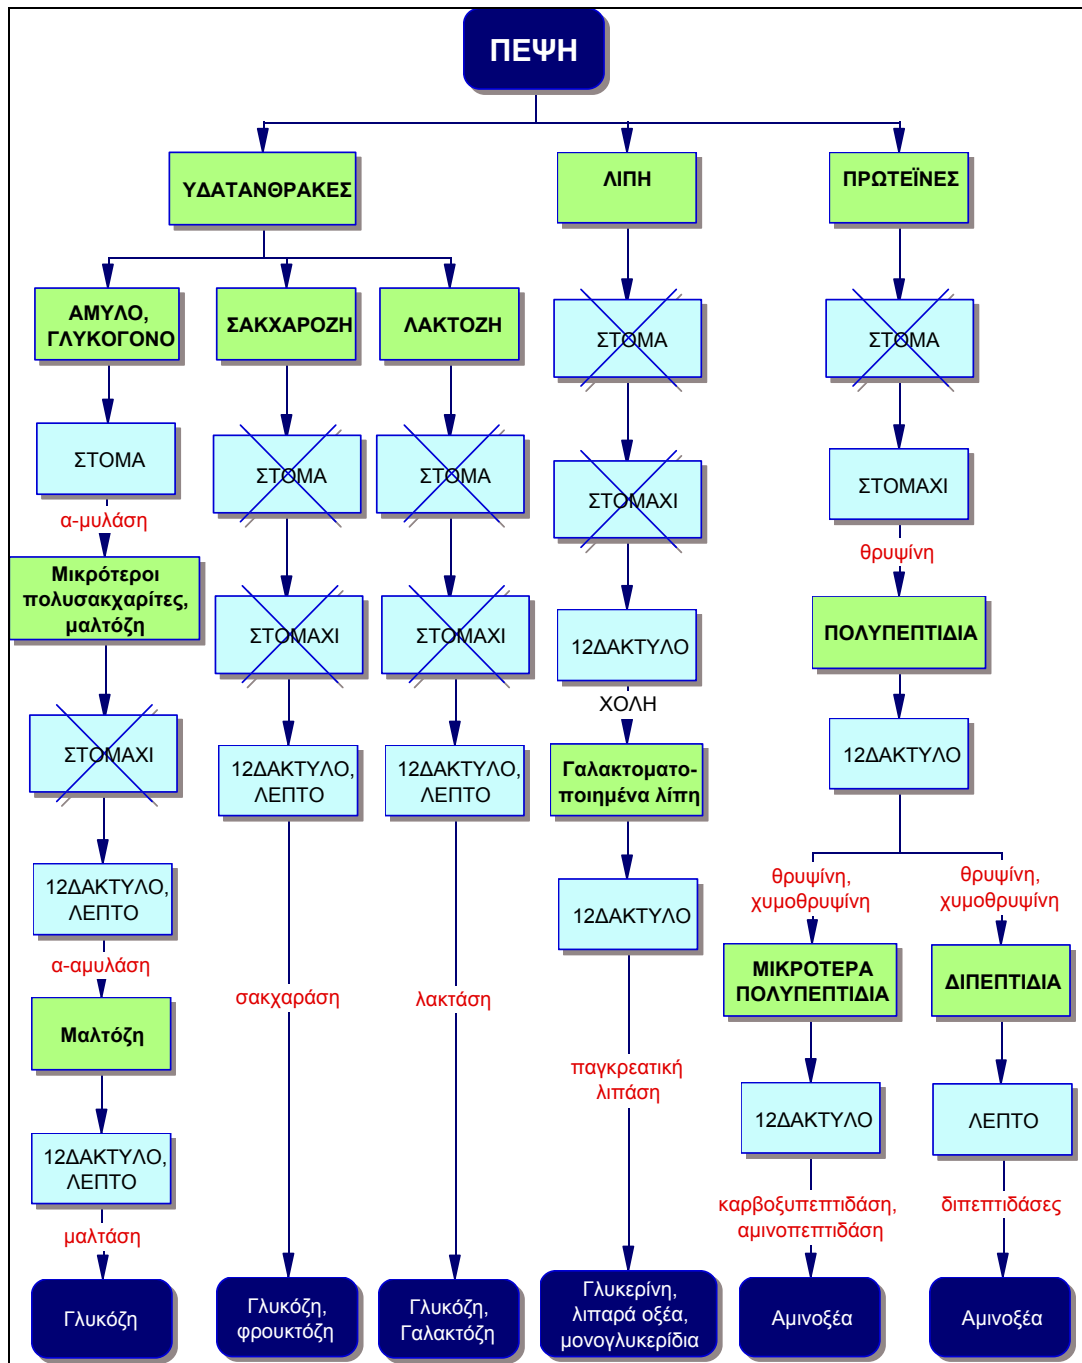 ΠΕΨΗ
ΥΔΑΤΑΝΘΡΑΚΕΣ
ΛΙΠΗ
ΠΡΩΤΕΪΝΕΣ
ΑΜΥΛΟ,
ΓΛΥΚΟΓΟΝΟ
ΣΑΚΧΑΡΟΖΗ
ΛΑΚΤΟΖΗ
ΣΤΟΜΑ
ΣΤΟΜΑ
ΣΤΟΜΑ
ΣΤΟΜΑ
ΣΤΟΜΑ
ΣΤΟΜΑΧΙ
ΣΤΟΜΑΧΙ
α-μυλάση
θρυψίνη
Μικρότεροι
πολυσακχαρίτες,
μαλτόζη
ΣΤΟΜΑΧΙ
ΣΤΟΜΑΧΙ
12ΔΑΚΤΥΛΟ
ΠΟΛΥΠΕΠΤΙΔΙΑ
ΧΟΛΗ
ΣΤΟΜΑΧΙ
12ΔΑΚΤΥΛΟ,
ΛΕΠΤΟ
12ΔΑΚΤΥΛΟ,
ΛΕΠΤΟ
Γαλακτοματο-
ποιημένα λίπη
12ΔΑΚΤΥΛΟ
12ΔΑΚΤΥΛΟ,
ΛΕΠΤΟ
12ΔΑΚΤΥΛΟ
θρυψίνη,
χυμοθρυψίνη
θρυψίνη,
χυμοθρυψίνη
α-αμυλάση
σακχαράση
λακτάση
ΜΙΚΡΟΤΕΡΑ
ΠΟΛΥΠΕΠΤΙΔΙΑ
ΔΙΠΕΠΤΙΔΙΑ
Μαλτόζη
παγκρεατική
λιπάση
12ΔΑΚΤΥΛΟ
ΛΕΠΤΟ
12ΔΑΚΤΥΛΟ,
ΛΕΠΤΟ
καρβοξυπεπτιδάση,
αμινοπεπτιδάση
διπεπτιδάσες
μαλτάση
Γλυκόζη
Γλυκόζη,
φρουκτόζη
Γλυκόζη,
Γαλακτόζη
Γλυκερίνη,
λιπαρά οξέα,
μονογλυκερίδια
Αμινοξέα
Αμινοξέα